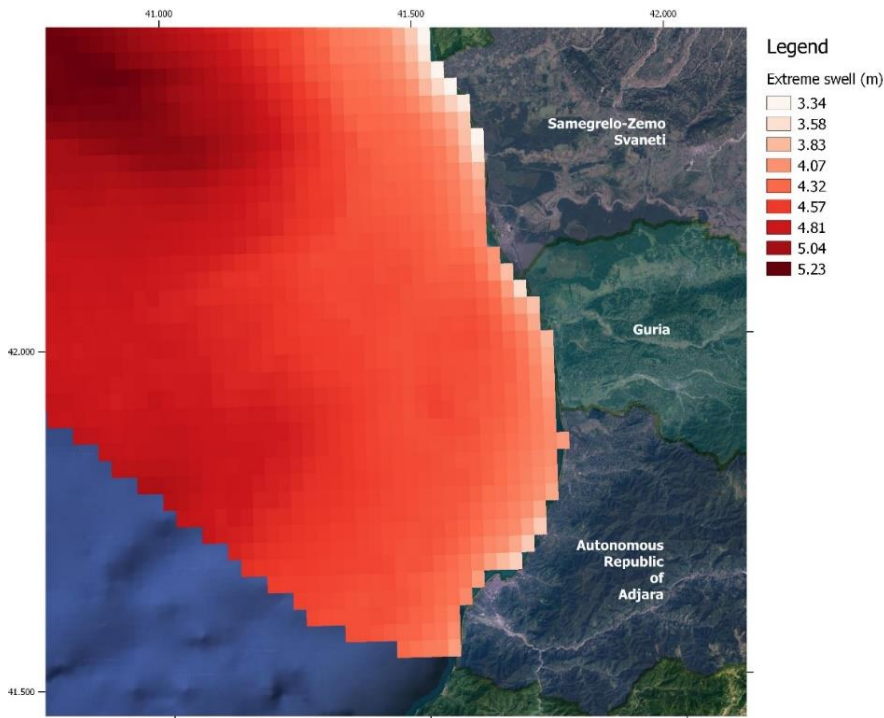 41.000
41.500
42.000
Legend
Extreme swell (m)
3.34
3.58
3.83
4.07
4.32
4.57
4.81
5.04
5.23
Samegrelo-Zemo
Svaneti
Guria
42.000
Autonomous
Republic
of
Adjara
41.500